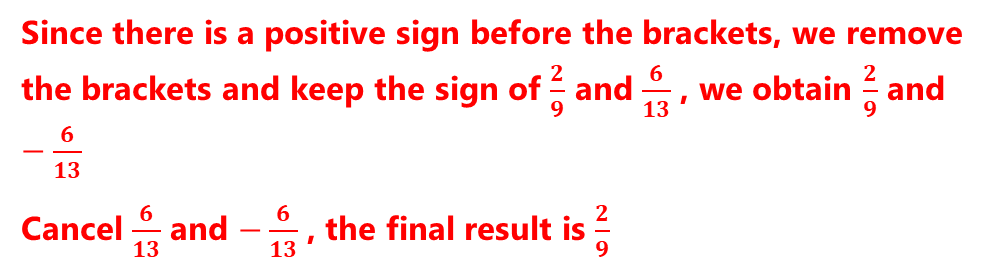 Since there is a positive sign before the brackets, we remove
the brackets and keep the sign of 2/9 and 6/13 , we obtain 2/9 and
− 6/13
Cancel 6/13 and − 6/13 , the final result is 2/9